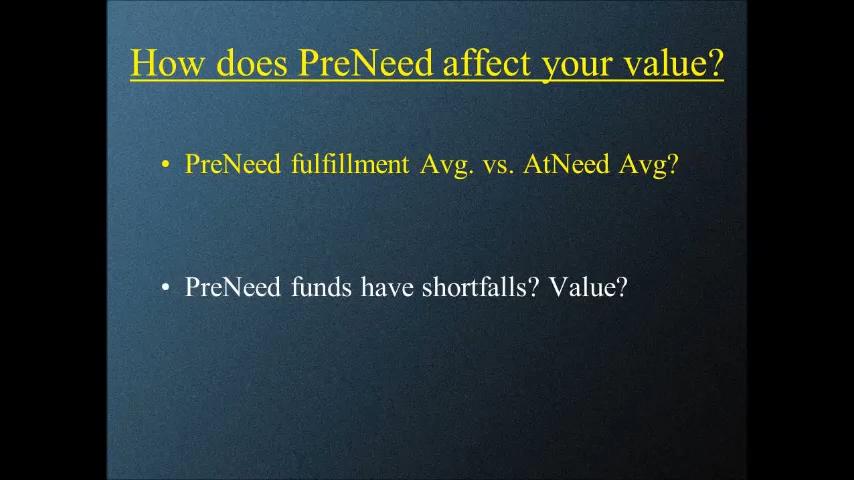 How does PreNeed affect your value?
• PreNeed fulfillment Avg. vs. AtNeed Avg?
• PreNeed funds have shortfalls? Value?